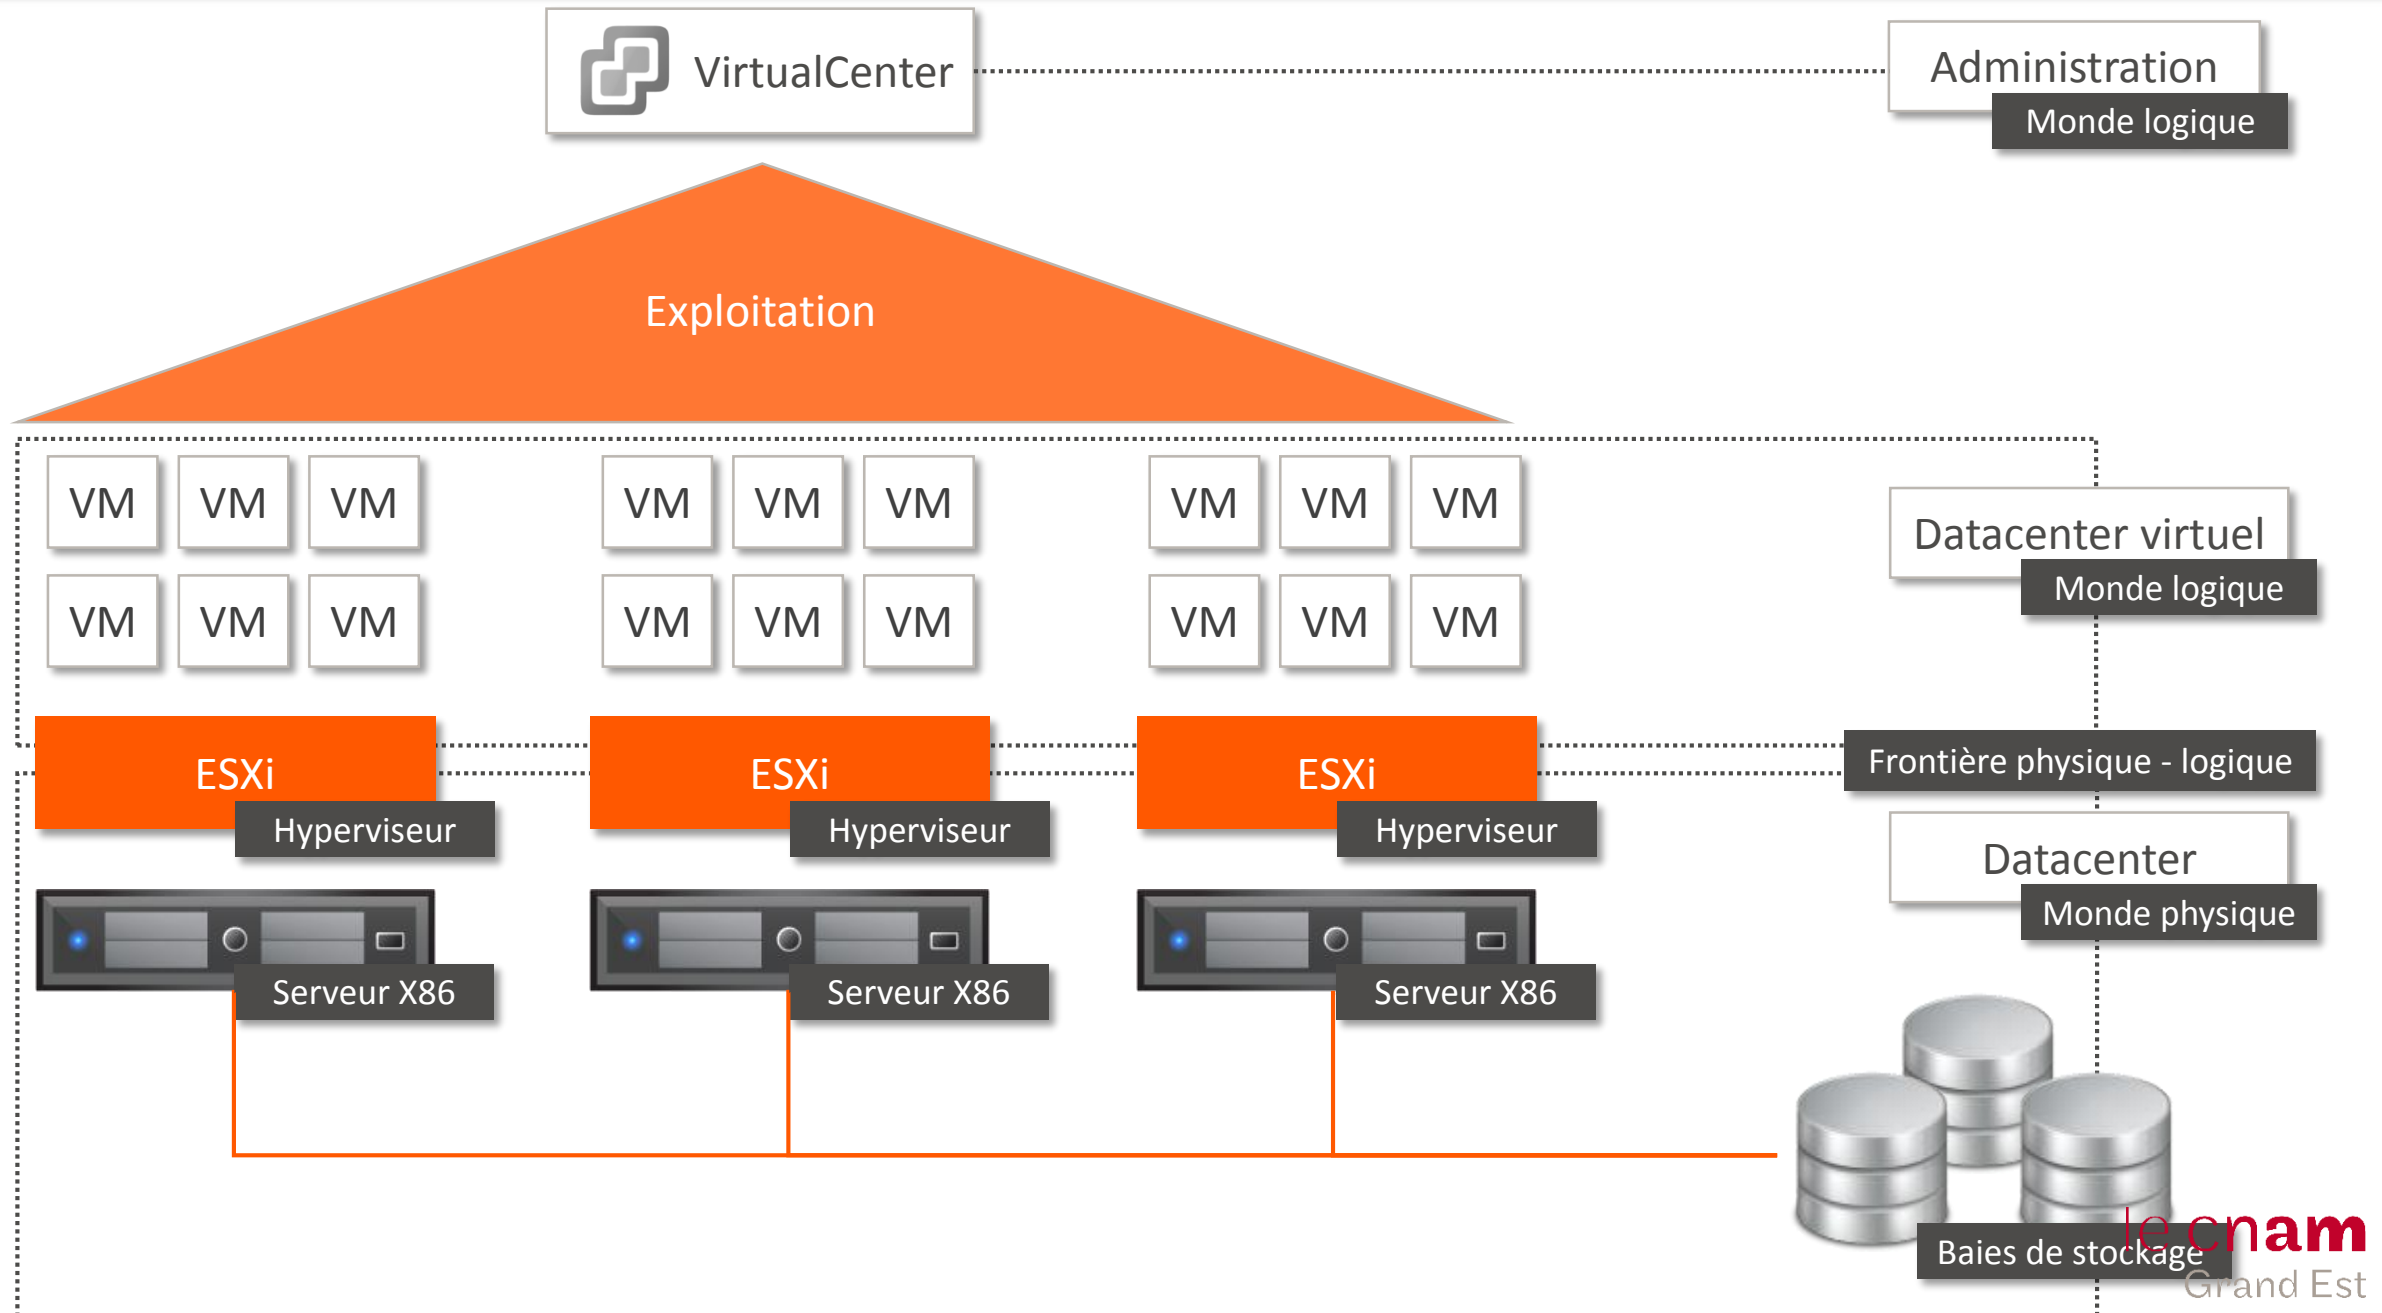 VirtualCenter
Administration
Monde logique
Exploitation
VM VM VM VM VM VM VM VM VM
Datacenter virtuel
Monde logique
VM VM VM VM VM VM VM VM VM
ESXi ESXi ESXi
Frontière physique - logique
Hyperviseur Hyperviseur Hyperviseur
Datacenter
Monde physique
Serveur X86 Serveur X86 Serveur X86
Baies de stockage
le cnam
Grand Est